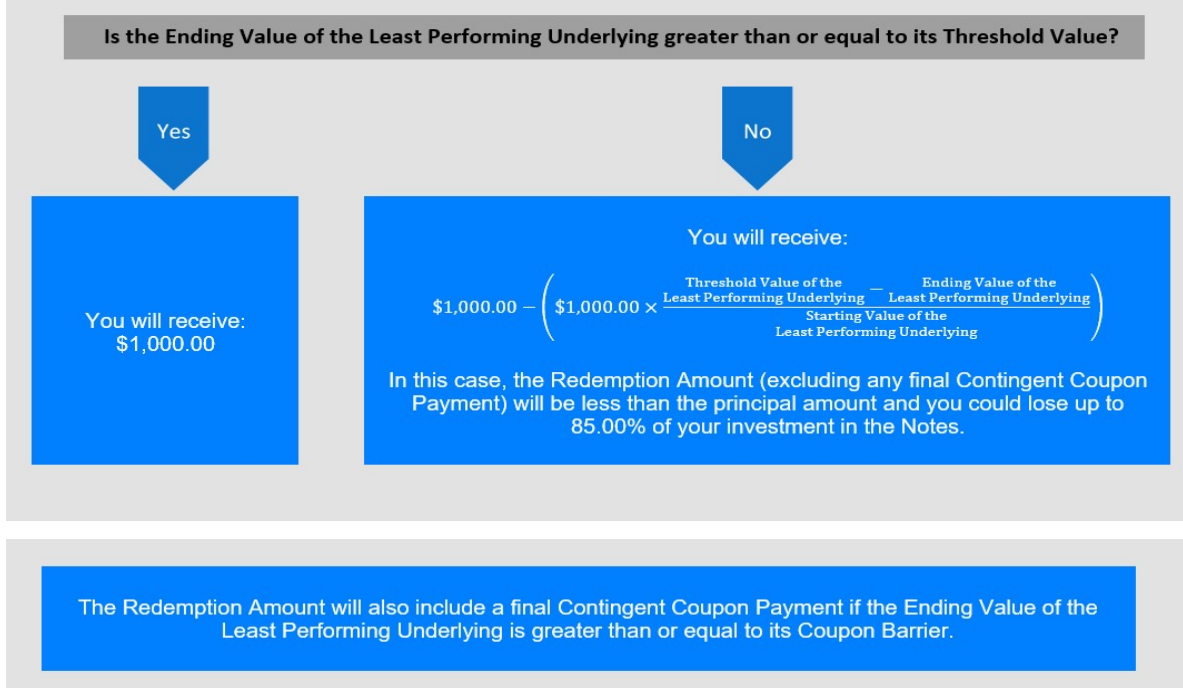 Is the Ending Value of the Least Performing Underlying greater than or equal to its Threshold Value?
Yes
No
You will receive:
$1,000.00
You will receive:
$1,000.00 − ($1,000.00 × (Threshold Value of the Least Performing Underlying − Ending Value of the Least Performing Underlying) / Starting Value of the Least Performing Underlying)
In this case, the Redemption Amount (excluding any final Contingent Coupon
Payment) will be less than the principal amount and you could lose up to
85.00% of your investment in the Notes.
The Redemption Amount will also include a final Contingent Coupon Payment if the Ending Value of the
Least Performing Underlying is greater than or equal to its Coupon Barrier.